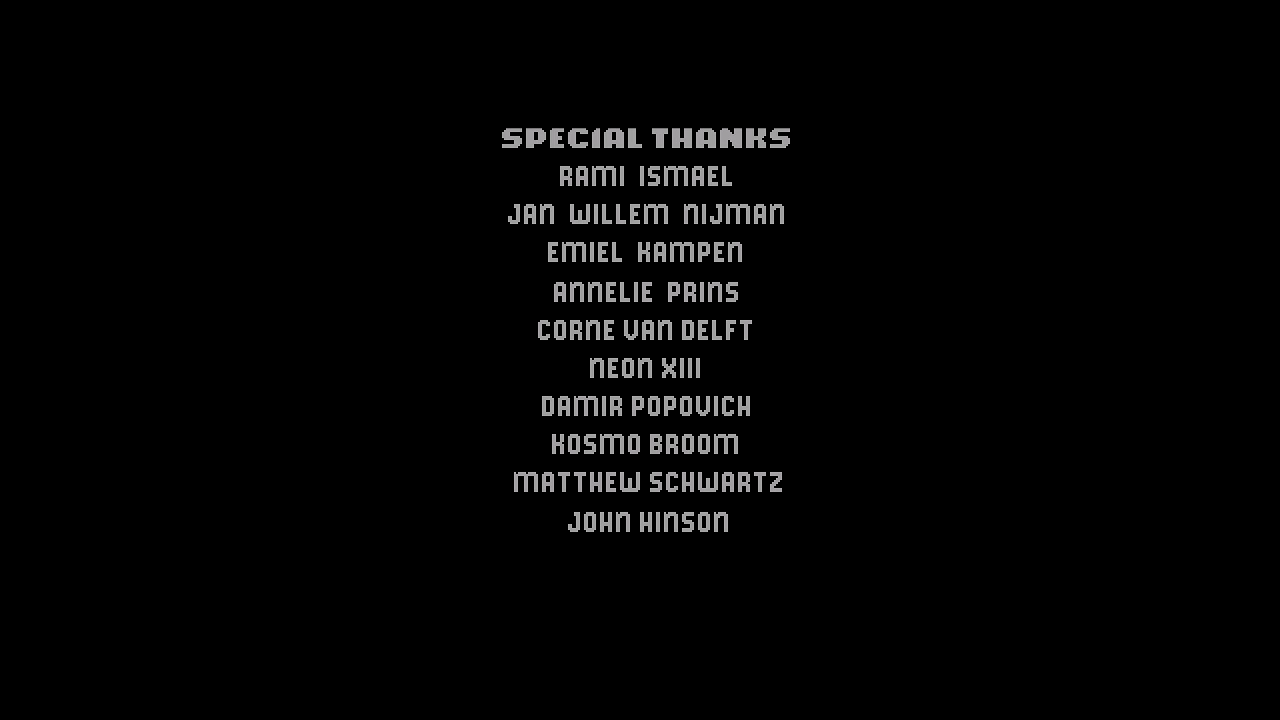 SPECIAL THANKS
RAMI ISMAEL
JAN WILLEM NIJMAN
EMIEL KAMPEN
ANNELIE PRINS
CORNE VAN DELFT
NEON XIII
DAMIR POPOVICH
KOSMO BROOM
MATTHEW SCHWARTZ
JOHN HINSON